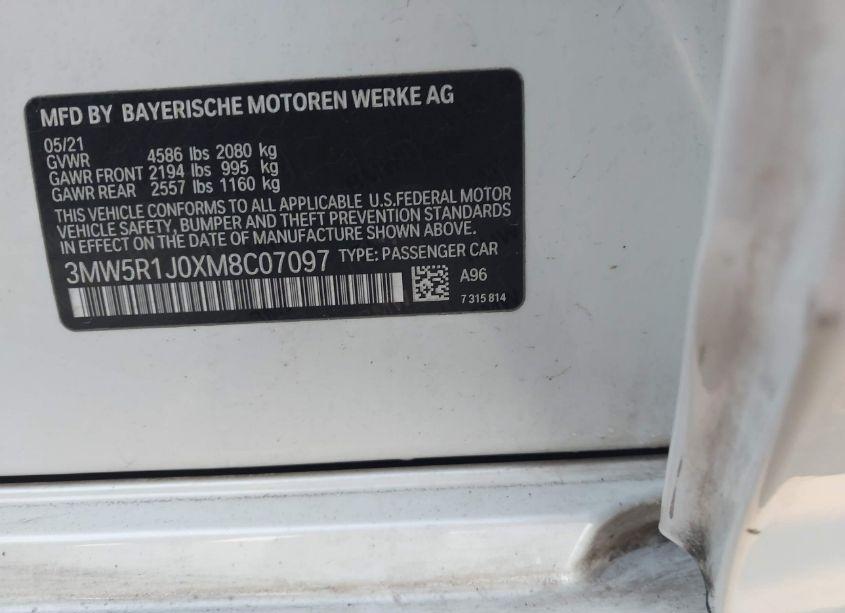 MFD BY BAYERISCHE MOTOREN WERKE AG
05/21
GVWR 4586 lbs 2080 kg
GAWR FRONT 2194 lbs 995 kg
GAWR REAR 2557 lbs 1160 kg
THIS VEHICLE CONFORMS TO ALL APPLICABLE U.S.FEDERAL MOTOR
VEHICLE SAFETY, BUMPER AND THEFT PREVENTION STANDARDS
IN EFFECT ON THE DATE OF MANUFACTURE SHOWN ABOVE.
3MW5R1J0XM8C07097 TYPE: PASSENGER CAR
A96
7 315 814